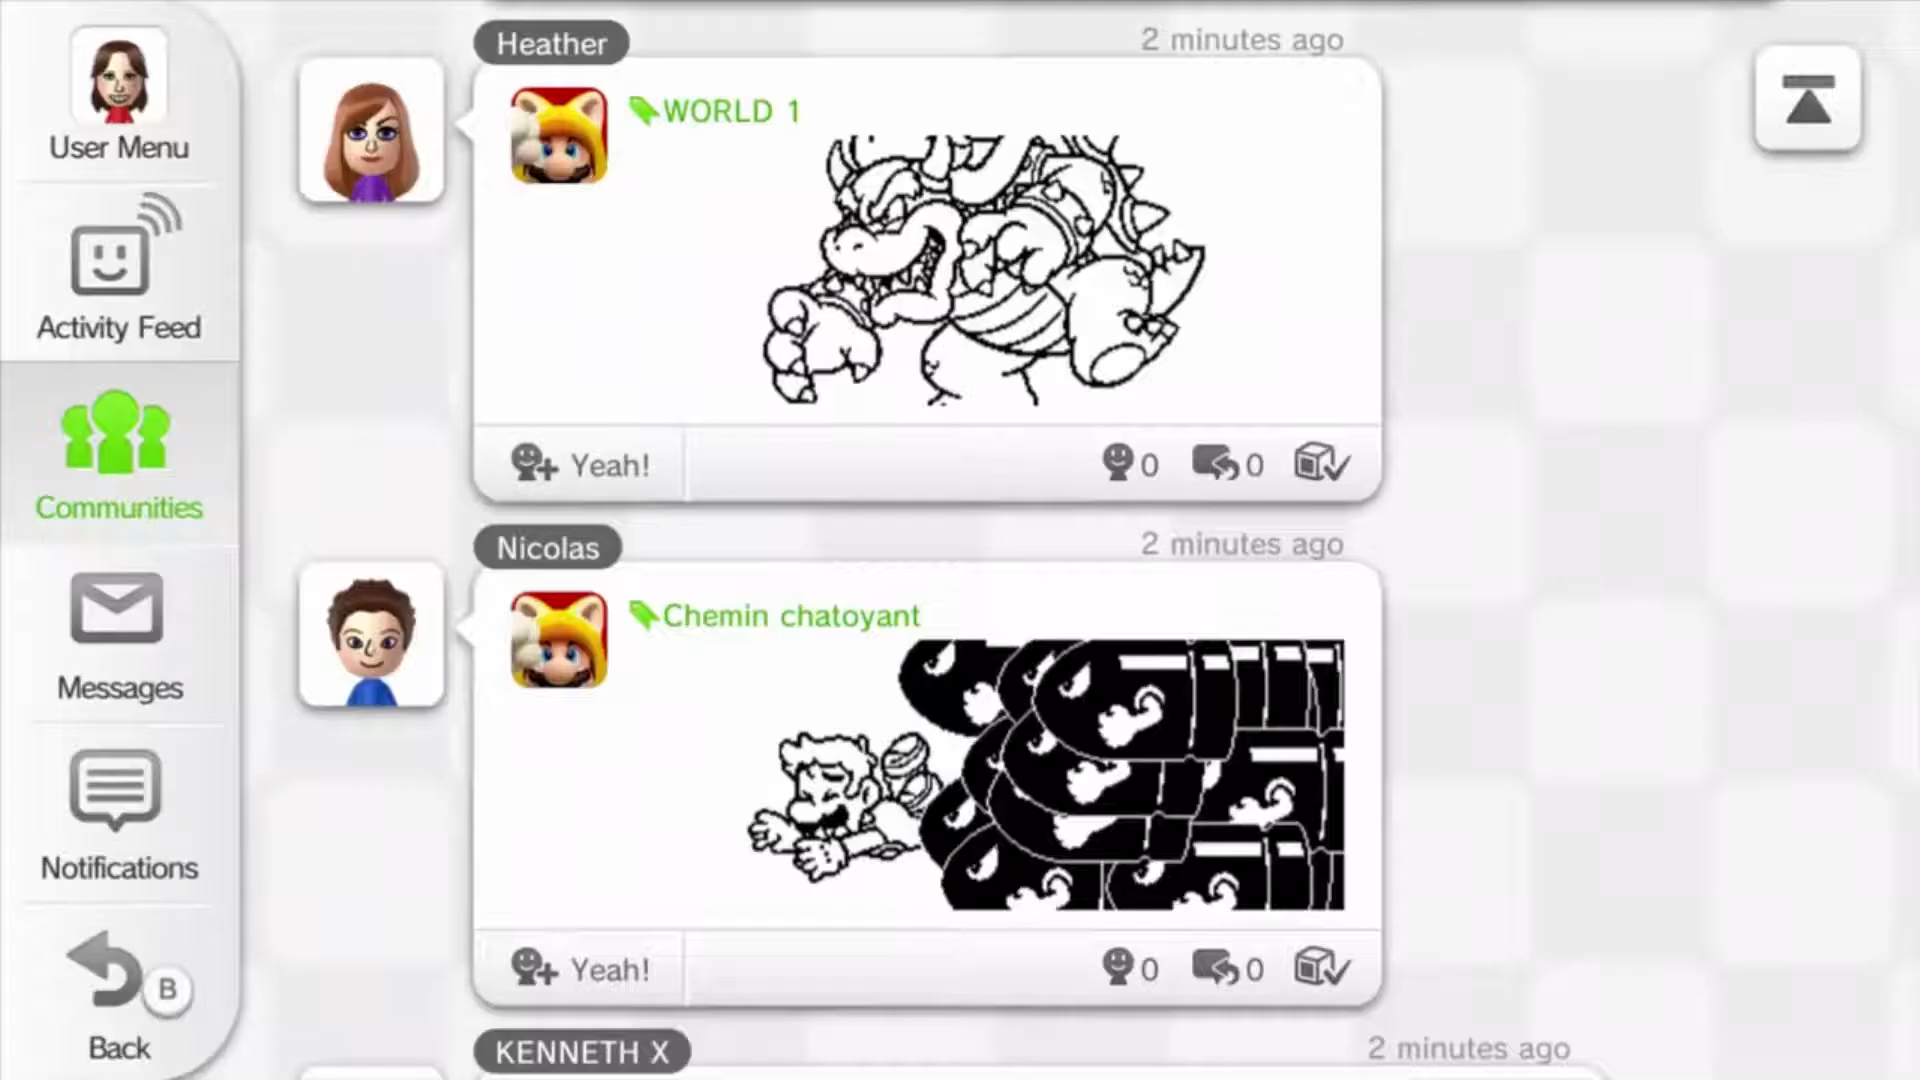 User Menu
Activity Feed
Communities
Messages
Notifications
B
Back
Heather
2 minutes ago
WORLD 1
Yeah!
0
0
Nicolas
2 minutes ago
Chemin chatoyant
Yeah!
0
0
KENNETH X
2 minutes ago